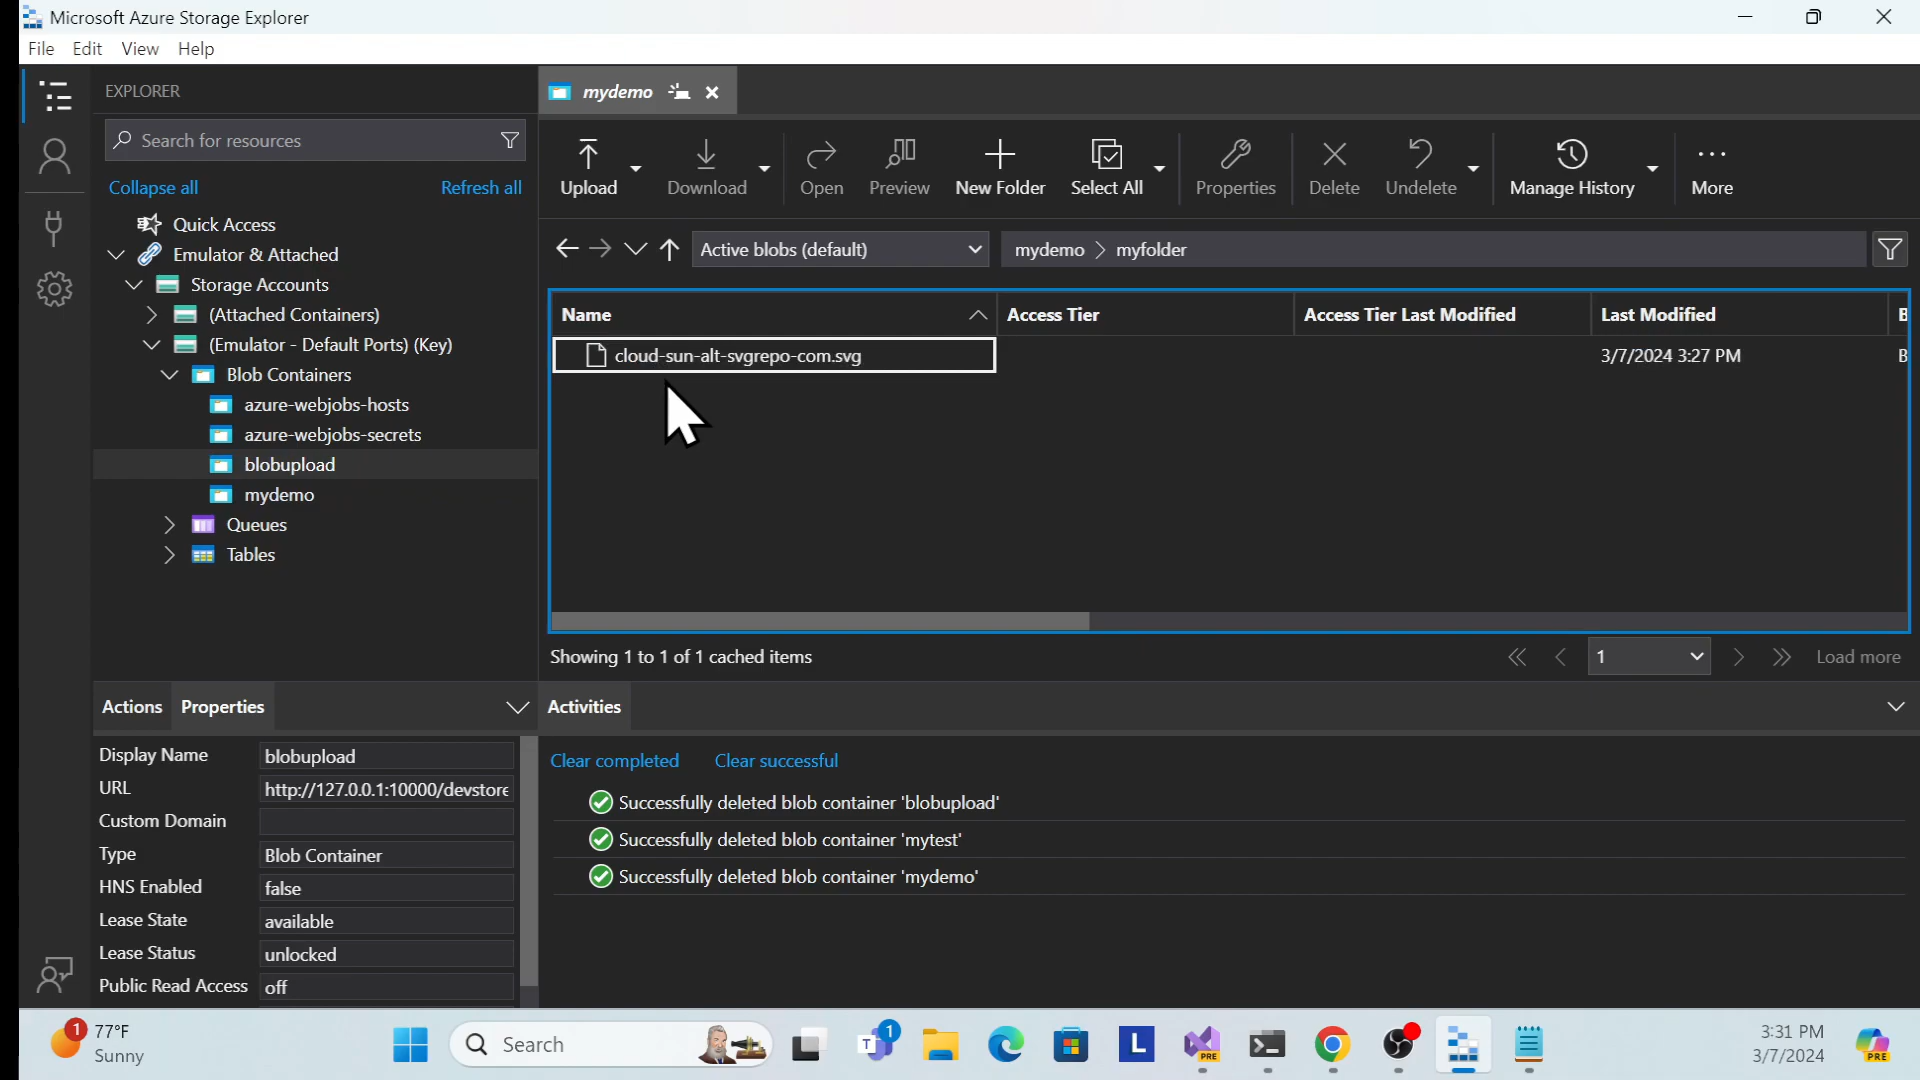 Microsoft Azure Storage Explorer
File Edit View Help
EXPLORER
Search for resources
Collapse all Refresh all
Quick Access
Emulator & Attached
Storage Accounts
(Attached Containers)
(Emulator - Default Ports) (Key)
Blob Containers
azure-webjobs-hosts
azure-webjobs-secrets
blobupload
mydemo
Queues
Tables
mydemo
Upload Download Open Preview New Folder Select All Properties Delete Undelete Manage History More
Active blobs (default) mydemo myfolder
Name Access Tier Access Tier Last Modified Last Modified B
cloud-sun-alt-svgrepo-com.svg 3/7/2024 3:27 PM B
Showing 1 to 1 of 1 cached items 1 Load more
Actions Properties
Display Name blobupload
URL http://127.0.0.1:10000/devstore
Custom Domain
Type Blob Container
HNS Enabled false
Lease State available
Lease Status unlocked
Public Read Access off
Activities
Clear completed Clear successful
Successfully deleted blob container 'blobupload'
Successfully deleted blob container 'mytest'
Successfully deleted blob container 'mydemo'
1 77°F
Sunny
Search
T 1
L
PRE
3:31 PM
3/7/2024
PRE